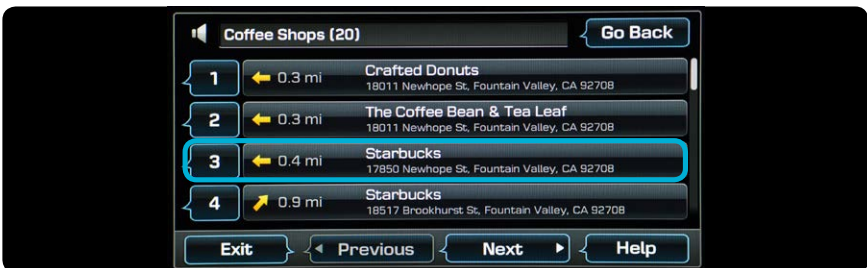 Coffee Shops (20)
Go Back
1
0.3 mi
Crafted Donuts
18011 Newhope St, Fountain Valley, CA 92708
2
0.3 mi
The Coffee Bean & Tea Leaf
18011 Newhope St, Fountain Valley, CA 92708
3
0.4 mi
Starbucks
17850 Newhope St, Fountain Valley, CA 92708
4
0.9 mi
Starbucks
18517 Brookhurst St, Fountain Valley, CA 92708
Exit
Previous
Next
Help